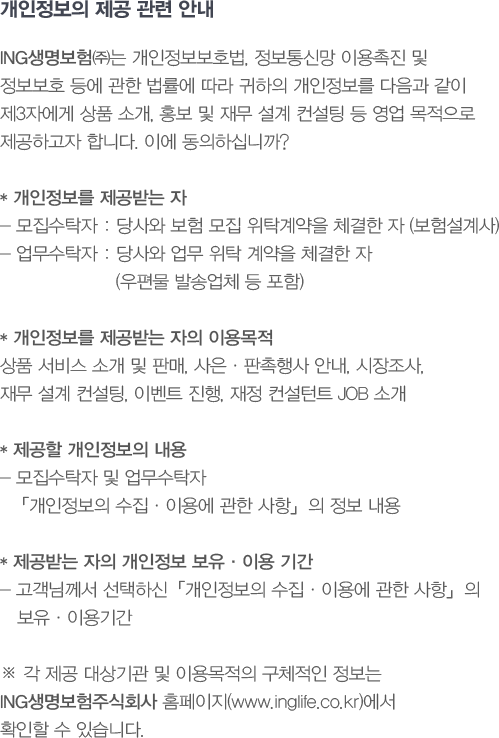 개인정보의 제공 관련 안내
ING생명보험㈜는 개인정보보호법, 정보통신망 이용촉진 및
정보보호 등에 관한 법률에 따라 귀하의 개인정보를 다음과 같이
제3자에게 상품 소개, 홍보 및 재무 설계 컨설팅 등 영업 목적으로
제공하고자 합니다. 이에 동의하십니까?
* 개인정보를 제공받는 자
- 모집수탁자 : 당사와 보험 모집 위탁계약을 체결한 자 (보험설계사)
- 업무수탁자 : 당사와 업무 위탁 계약을 체결한 자
(우편물 발송업체 등 포함)
* 개인정보를 제공받는 자의 이용목적
상품 서비스 소개 및 판매, 사은 · 판촉행사 안내, 시장조사,
재무 설계 컨설팅, 이벤트 진행, 재정 컨설턴트 JOB 소개
* 제공할 개인정보의 내용
- 모집수탁자 및 업무수탁자
「개인정보의 수집 · 이용에 관한 사항」의 정보 내용
* 제공받는 자의 개인정보 보유 · 이용 기간
- 고객님께서 선택하신 「개인정보의 수집 · 이용에 관한 사항」의
보유 · 이용기간
※ 각 제공 대상기관 및 이용목적의 구체적인 정보는
ING생명보험주식회사 홈페이지(www.inglife.co.kr)에서
확인할 수 있습니다.